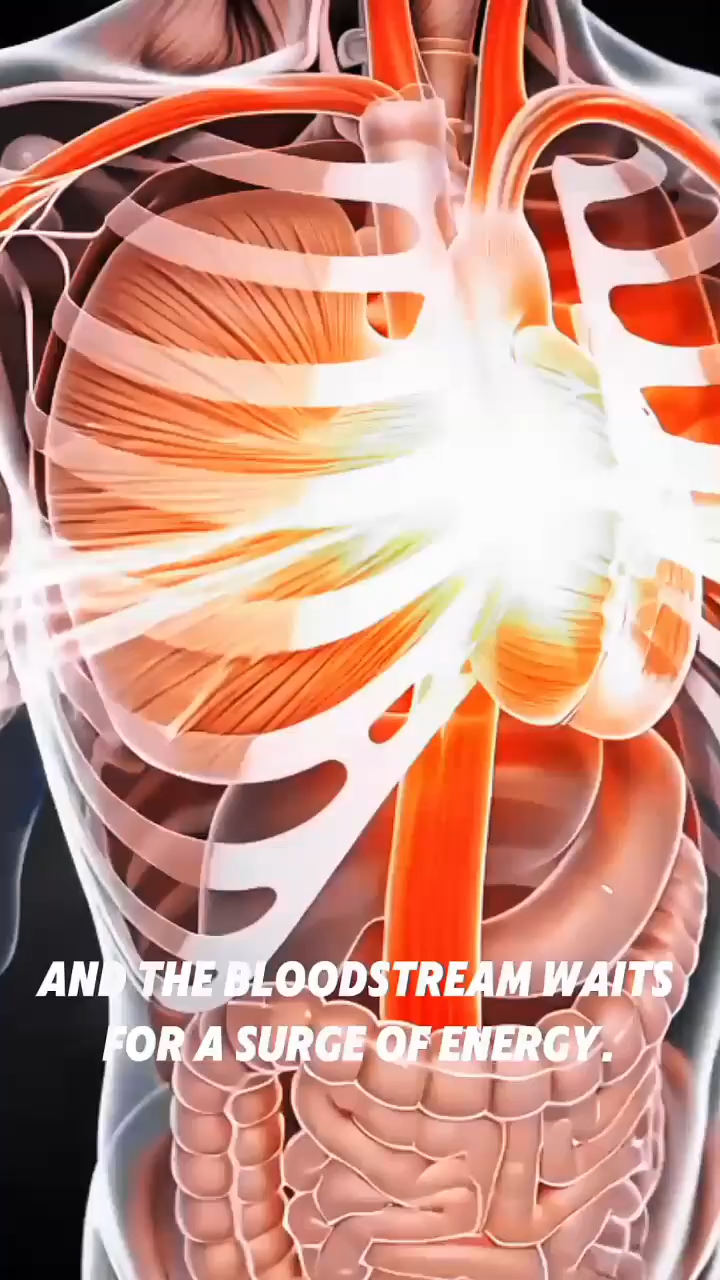 AND THE BLOODSTREAM WAITS
FOR A SURGE OF ENERGY.